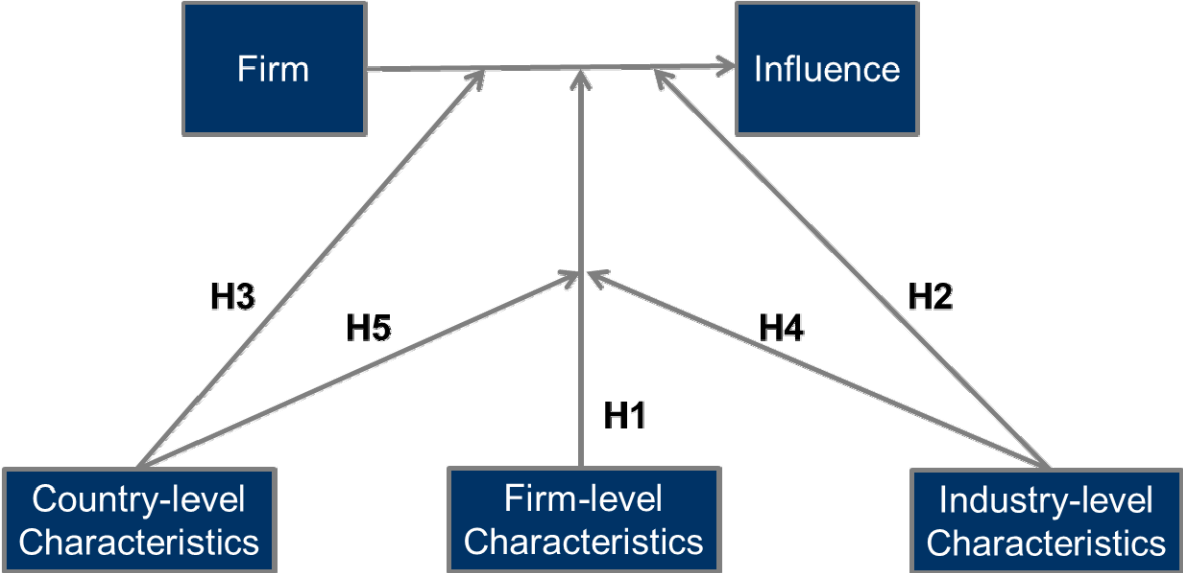 Firm
Influence
H3
H5
H4
H2
H1
Country-level
Characteristics
Firm-level
Characteristics
Industry-level
Characteristics